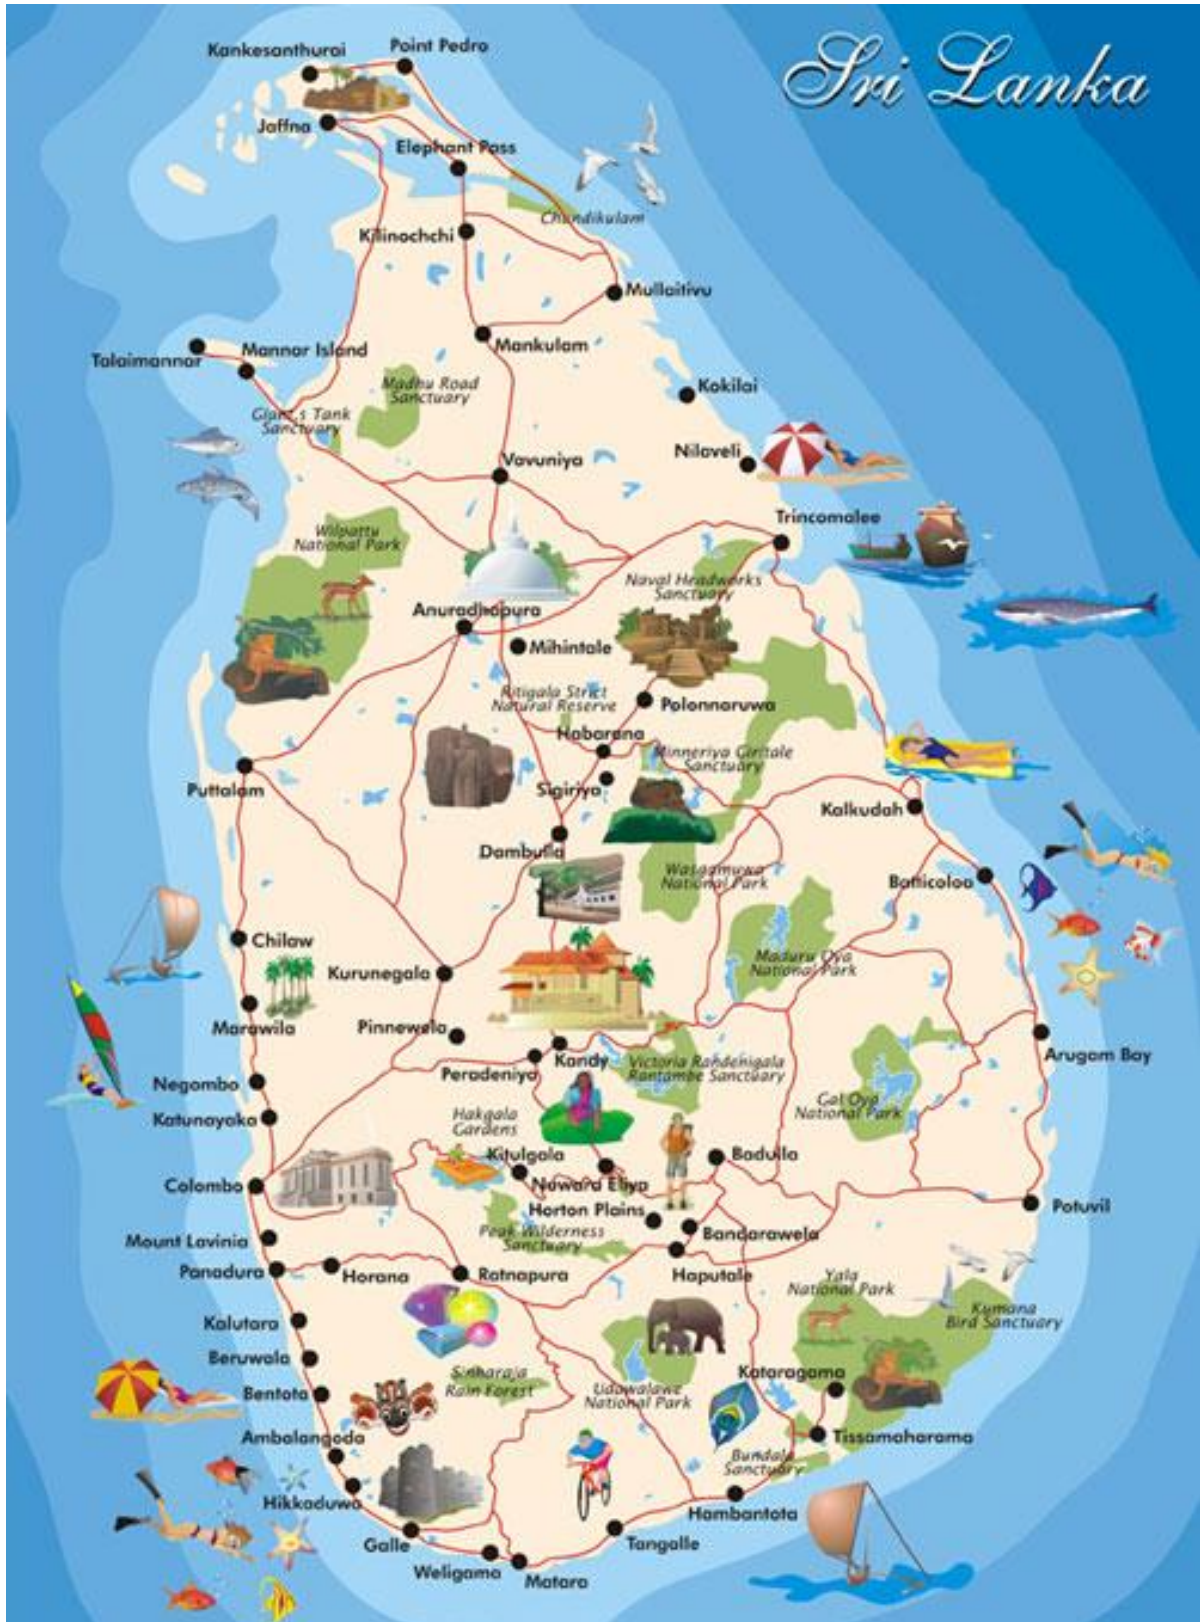 Sri Lanka
Kankesanthurai
Point Pedro
Jaffna
Elephant Pass
Chundikulam
Kilinochchi
Mullaitivu
Mankulam
Talaimannar
Mannar Island
Madhu Road
Sanctuary
Kokilai
Giant,s Tank
Sanctuary
Nilaveli
Vavuniya
Trincomalee
Wilpattu
National Park
Naval Headworks
Sanctuary
Anuradhapura
Mihintale
Ritigala Strict
Natural Reserve
Polonnaruwa
Habarana
Minneriya Giritale
Sanctuary
Puttalam
Sigiriya
Kalkudah
Dambulla
Wasgamuwa
National Park
Batticoloa
Chilaw
Maduru Oya
National Park
Kurunegala
Marawila
Pinnewela
Arugam Bay
Kandy
Victoria Randenigala
Rantambe Sanctuary
Peradeniya
Negombo
Gal Oya
National Park
Katunayaka
Hakgala
Gardens
Kitulgala
Badulla
Colombo
Nuwara Eliya
Potuvil
Horton Plains
Peak Wilderness
Sanctuary
Bandarawela
Mount Lavinia
Panadura
Horana
Ratnapura
Haputale
Yala
National Park
Kumana
Bird Sanctuary
Kalutara
Beruwala
Sinharaja
Rain Forest
Udawalawe
National Park
Kataragama
Bentota
Ambalangoda
Tissamaharama
Bundala
Sanctuary
Hikkaduwa
Hambantota
Galle
Tangalle
Weligama
Matara